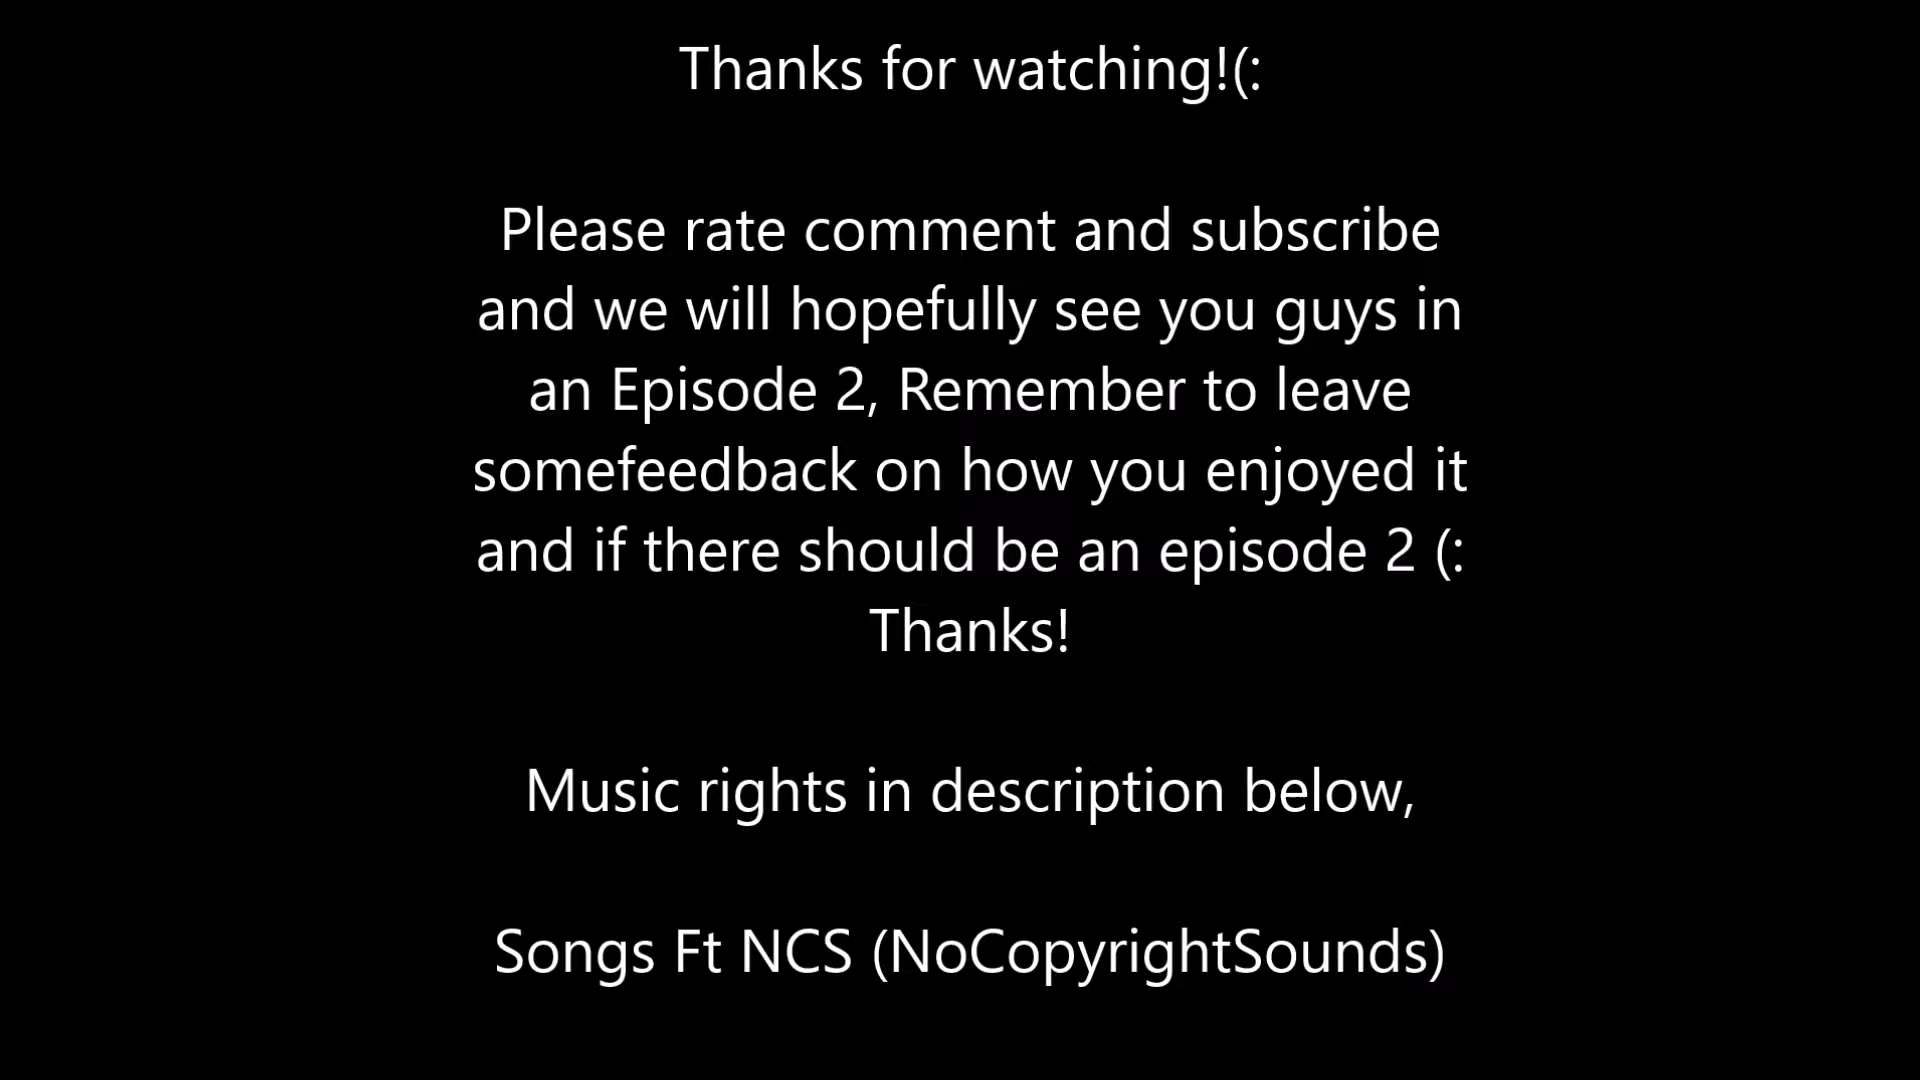 Thanks for watching!(:
Please rate comment and subscribe
and we will hopefully see you guys in
an Episode 2, Remember to leave
somefeedback on how you enjoyed it
and if there should be an episode 2 (:
Thanks!
Music rights in description below,
Songs Ft NCS (NoCopyrightSounds)